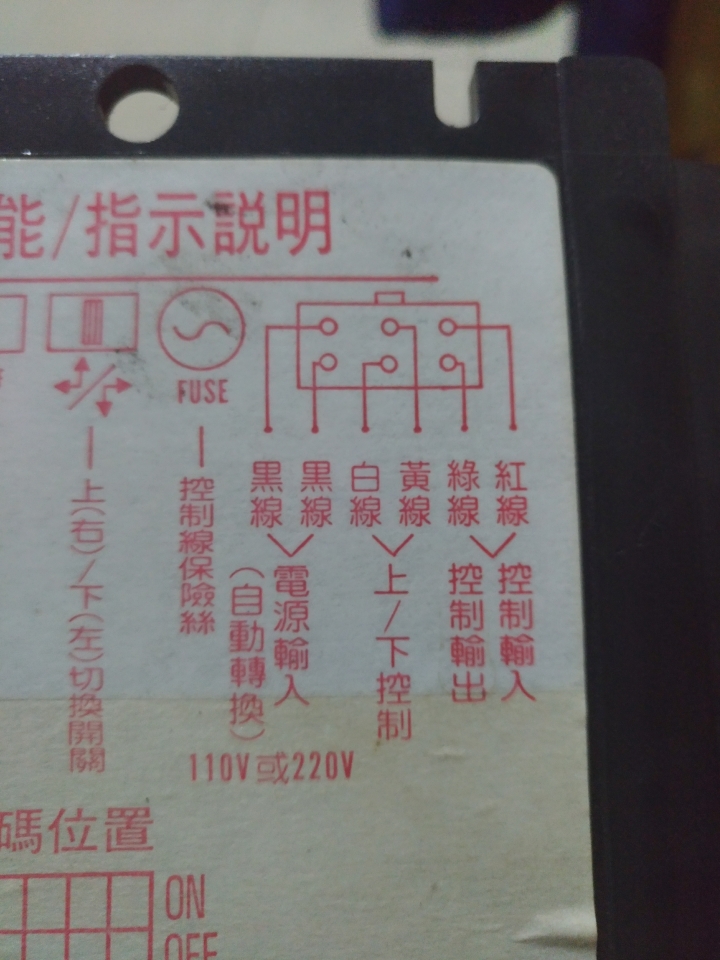 能/指示説明
FUSE
紅線 控制輸入
綠線 控制輸出
黃線
白線
上/下控制
黑線
黑線
電源輸入
(自動轉換)
110V或220V
控制線保險絲
上(右)/下(左)切換開關
碼位置
ON
OFF